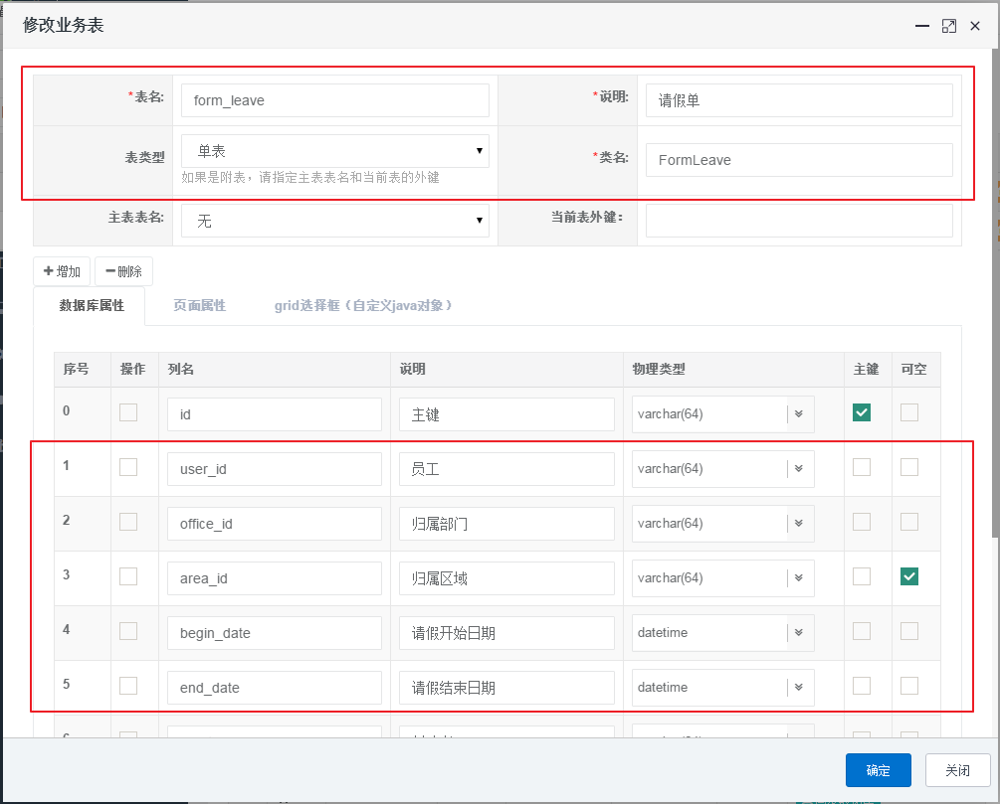 修改业务表
*表名: form_leave *说明: 请假单
表类型 单表 *类名: FormLeave
如果是附表，请指定主表表名和当前表的外键
主表表名: 无 当前表外键：
增加 删除
数据库属性 页面属性 grid选择框（自定义java对象）
序号 操作 列名 说明 物理类型 主键 可空
0 id 主键 varchar(64)
1 user_id 员工 varchar(64)
2 office_id 归属部门 varchar(64)
3 area_id 归属区域 varchar(64)
4 begin_date 请假开始日期 datetime
5 end_date 请假结束日期 datetime
确定 关闭